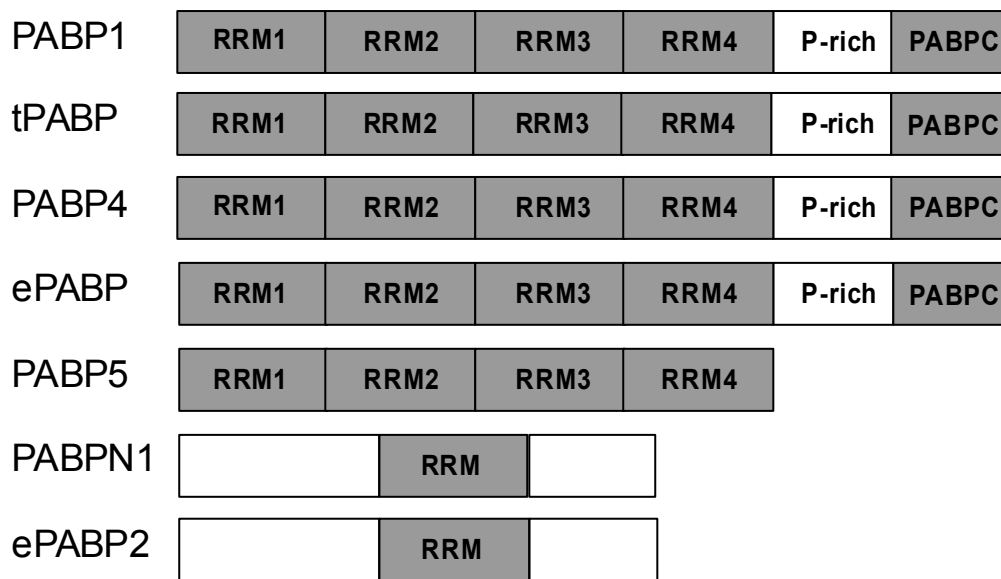 PABP1 RRM1 RRM2 RRM3 RRM4 P-rich PABPC
tPABP RRM1 RRM2 RRM3 RRM4 P-rich PABPC
PABP4 RRM1 RRM2 RRM3 RRM4 P-rich PABPC
ePABP RRM1 RRM2 RRM3 RRM4 P-rich PABPC
PABP5 RRM1 RRM2 RRM3 RRM4
PABPN1 RRM
ePABP2 RRM